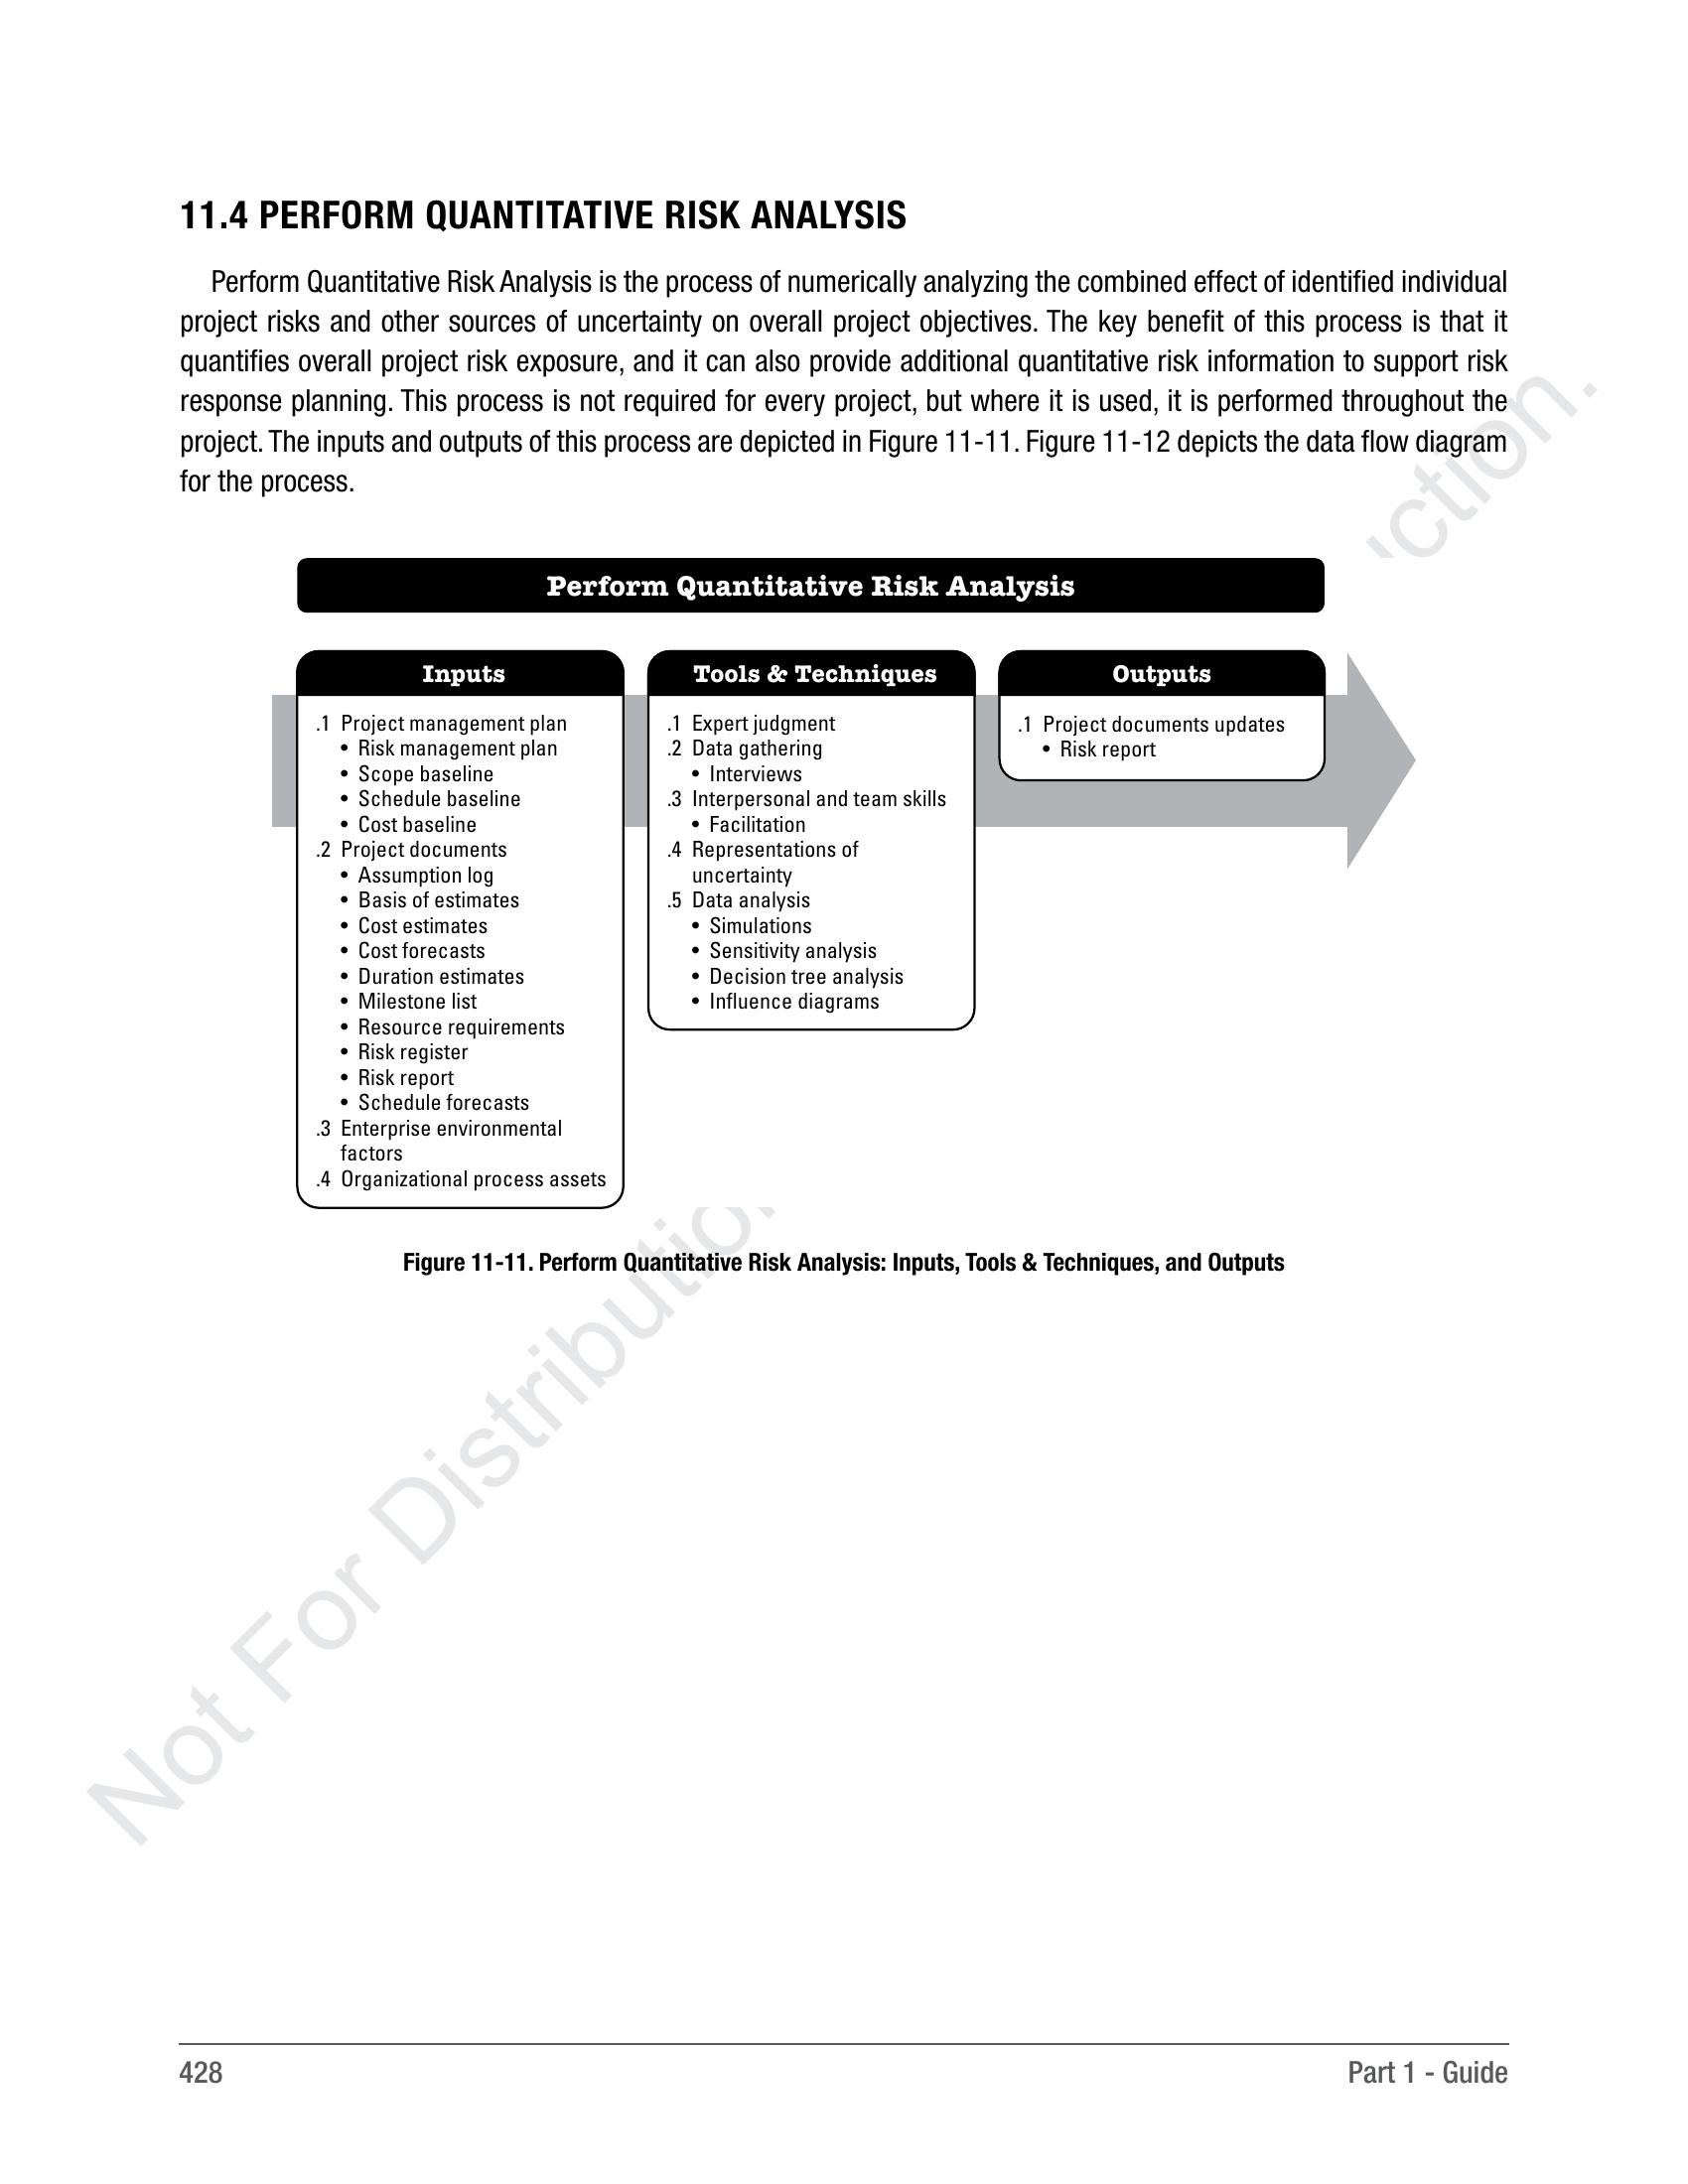 11.4 PERFORM QUANTITATIVE RISK ANALYSIS
Perform Quantitative Risk Analysis is the process of numerically analyzing the combined effect of identified individual
project risks and other sources of uncertainty on overall project objectives. The key benefit of this process is that it
quantifies overall project risk exposure, and it can also provide additional quantitative risk information to support risk
response planning. This process is not required for every project, but where it is used, it is performed throughout the
project. The inputs and outputs of this process are depicted in Figure 11-11. Figure 11-12 depicts the data flow diagram
for the process.
Perform Quantitative Risk Analysis
Inputs
.1 Project management plan
• Risk management plan
• Scope baseline
• Schedule baseline
• Cost baseline
.2 Project documents
• Assumption log
• Basis of estimates
• Cost estimates
• Cost forecasts
• Duration estimates
• Milestone list
• Resource requirements
• Risk register
• Risk report
• Schedule forecasts
.3 Enterprise environmental
factors
.4 Organizational process assets
Tools & Techniques
.1 Expert judgment
.2 Data gathering
• Interviews
.3 Interpersonal and team skills
• Facilitation
.4 Representations of
uncertainty
.5 Data analysis
• Simulations
• Sensitivity analysis
• Decision tree analysis
• Influence diagrams
Outputs
.1 Project documents updates
• Risk report
Figure 11-11. Perform Quantitative Risk Analysis: Inputs, Tools & Techniques, and Outputs
Not For Distribution
428
Part 1 - Guide